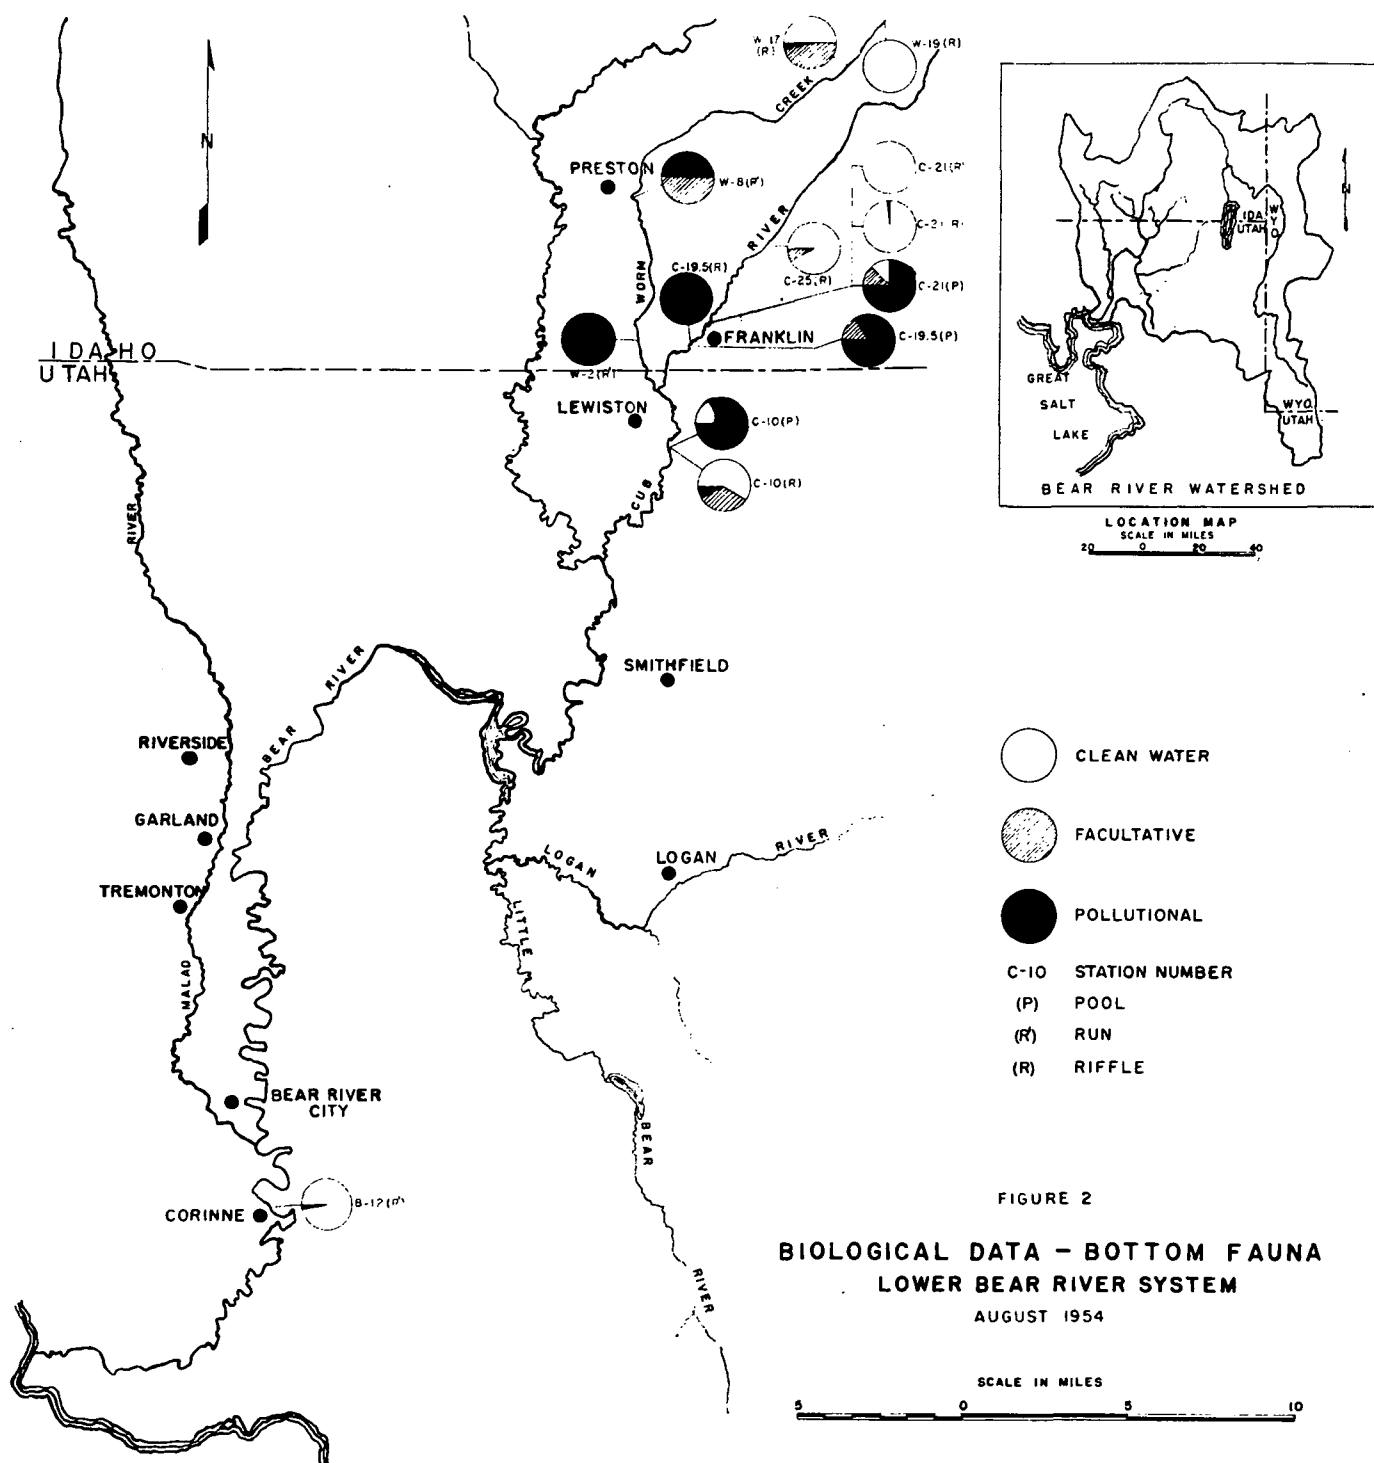 W-17
(R)
W-19(R)
CREEK
N
PRESTON
W-8(R')
C-21(R')
RIVER
C-21(R)
C-25(R)
C-19.5(R)
WORM
C-21(P)
FRANKLIN
C-19.5(P)
IDAHO
UTAH
W-2(R')
LEWISTON
C-10(P)
C-10(R)
CUB
RIVER
SMITHFIELD
BEAR RIVER
RIVERSIDE
GARLAND
TREMONTON
LOGAN
LOGAN
RIVER
LITTLE
MALAD
BEAR RIVER
CITY
BEAR
CORINNE
B-12(R')
RIVER
N
IDA
UTAH
WYO
GREAT
SALT
LAKE
WYO.
UTAH
BEAR RIVER WATERSHED
LOCATION MAP
SCALE IN MILES
20 0 20 40
CLEAN WATER
FACULTATIVE
POLLUTIONAL
C-10 STATION NUMBER
(P) POOL
(R') RUN
(R) RIFFLE
FIGURE 2
BIOLOGICAL DATA - BOTTOM FAUNA
LOWER BEAR RIVER SYSTEM
AUGUST 1954
SCALE IN MILES
5 0 5 10